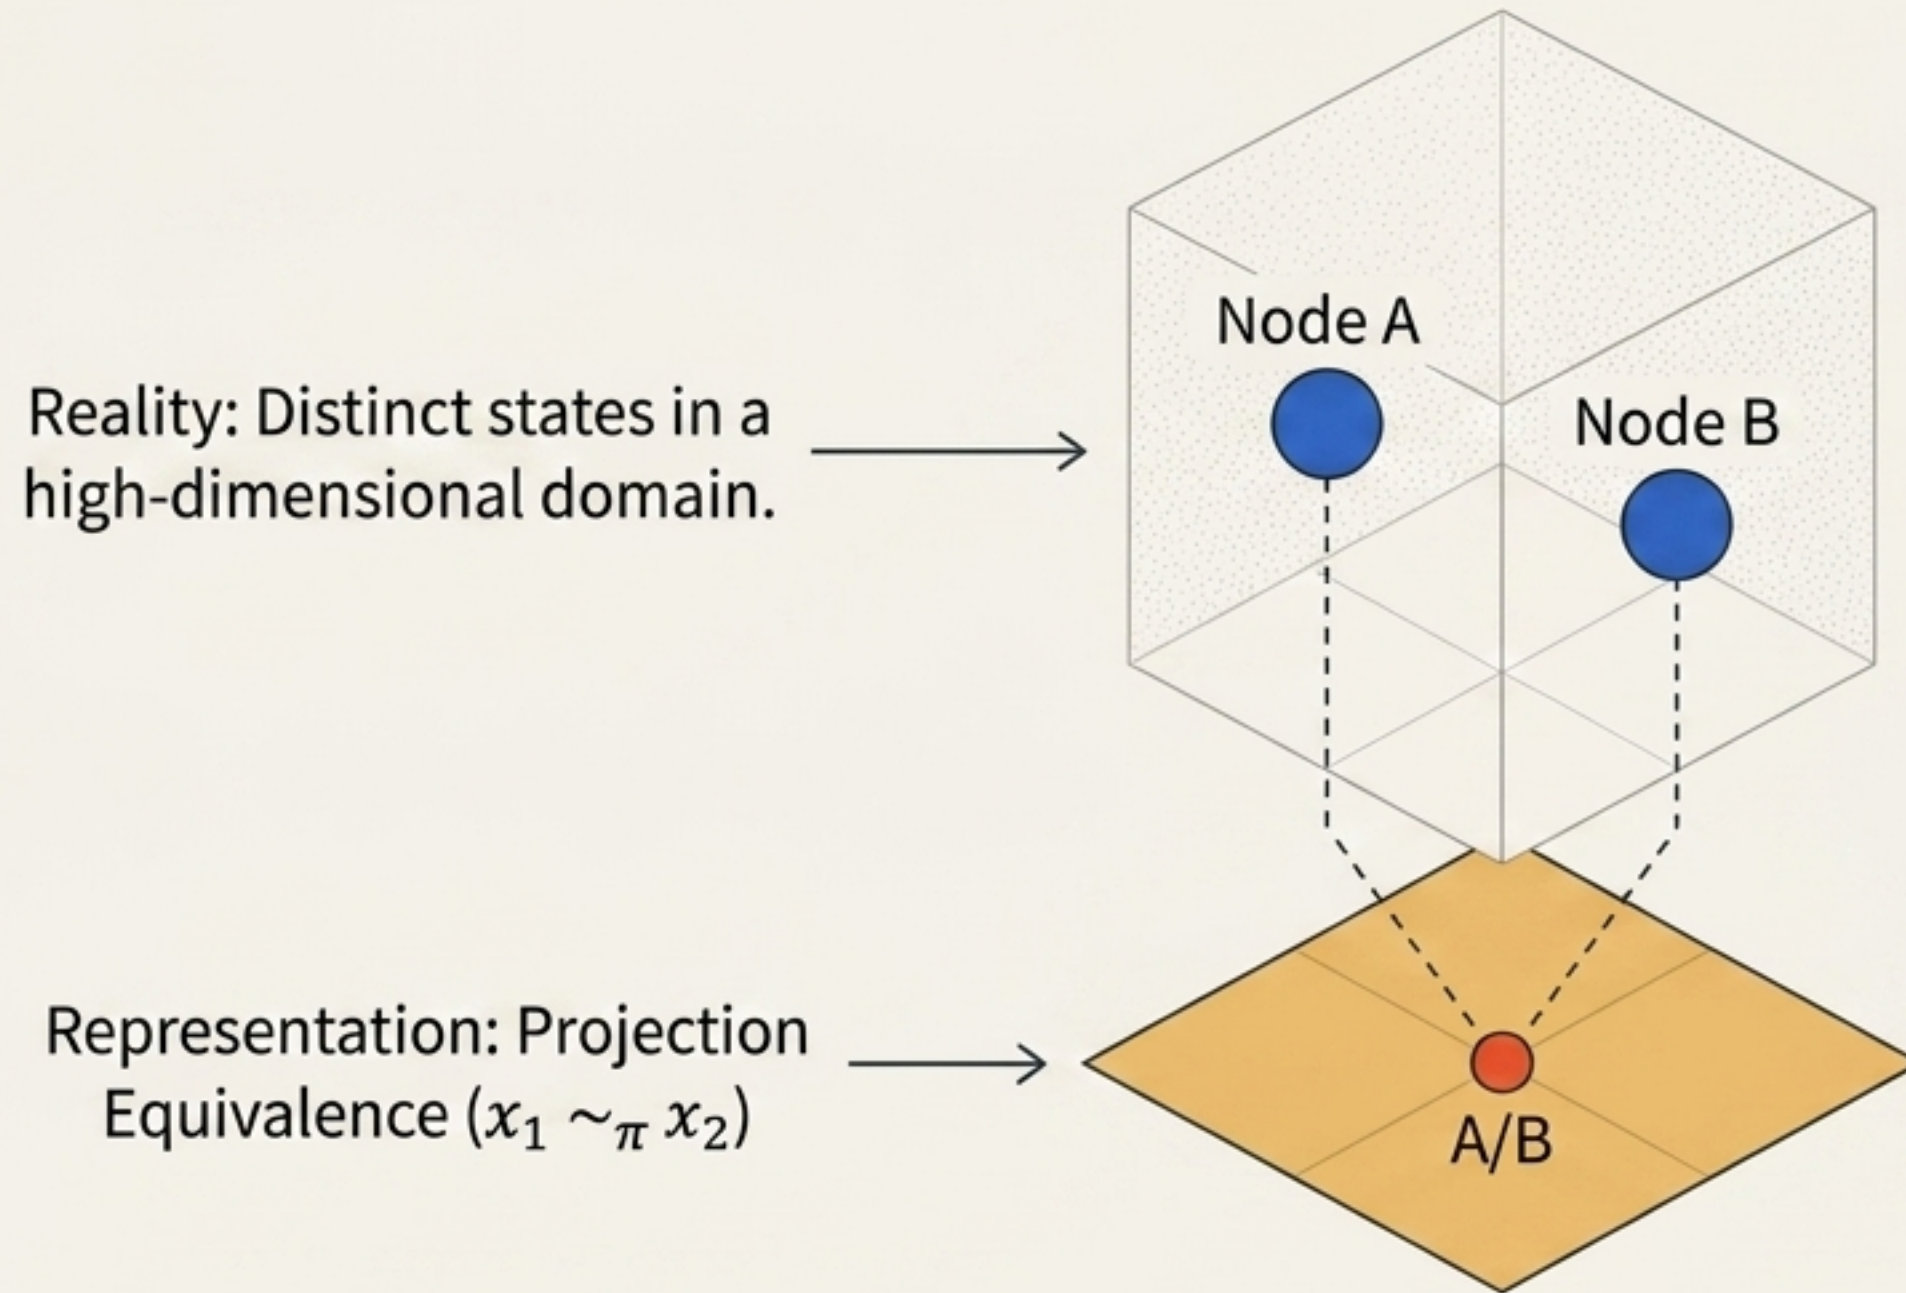 Node A
Reality: Distinct states in a
high-dimensional domain.
Node B
Representation: Projection
Equivalence (x₁ ~π x₂)
A/B